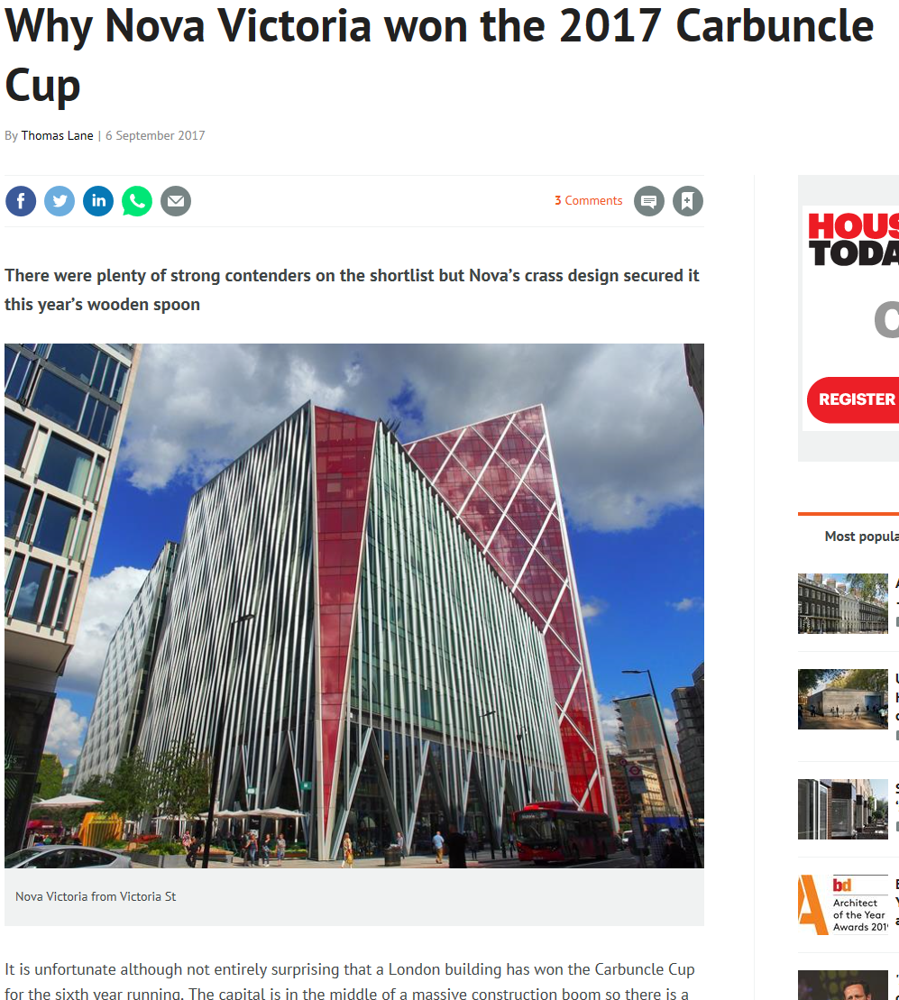 Why Nova Victoria won the 2017 Carbuncle
Cup
By Thomas Lane | 6 September 2017
3 Comments
There were plenty of strong contenders on the shortlist but Nova's crass design secured it
this year's wooden spoon
Nova Victoria from Victoria St
It is unfortunate although not entirely surprising that a London building has won the Carbuncle Cup
for the sixth year running. The capital is in the middle of a massive construction boom so there is a
REGISTER
Most popula
bd
Architect
of the Year
Awards 201